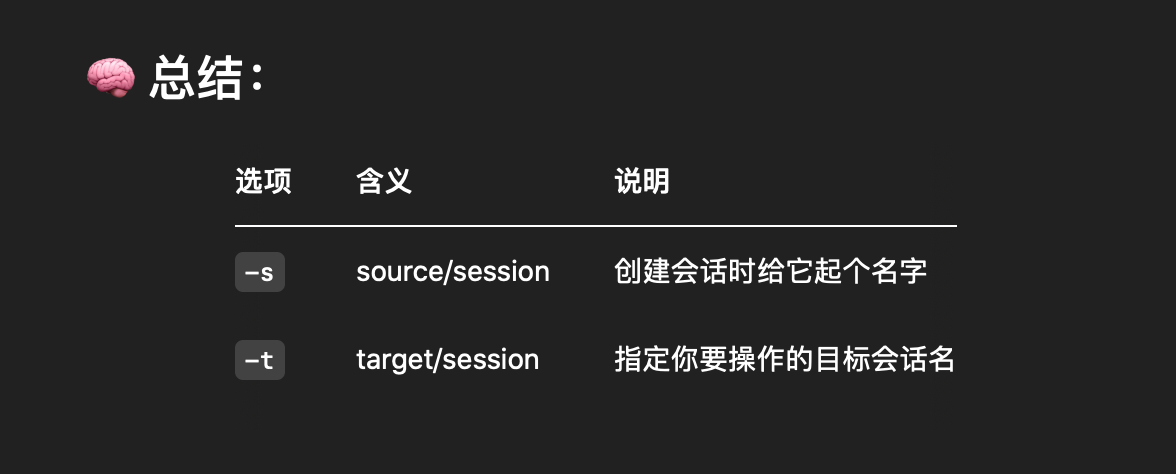 🧠 总结：
选项 含义 说明
-s source/session 创建会话时给它起个名字
-t target/session 指定你要操作的目标会话名